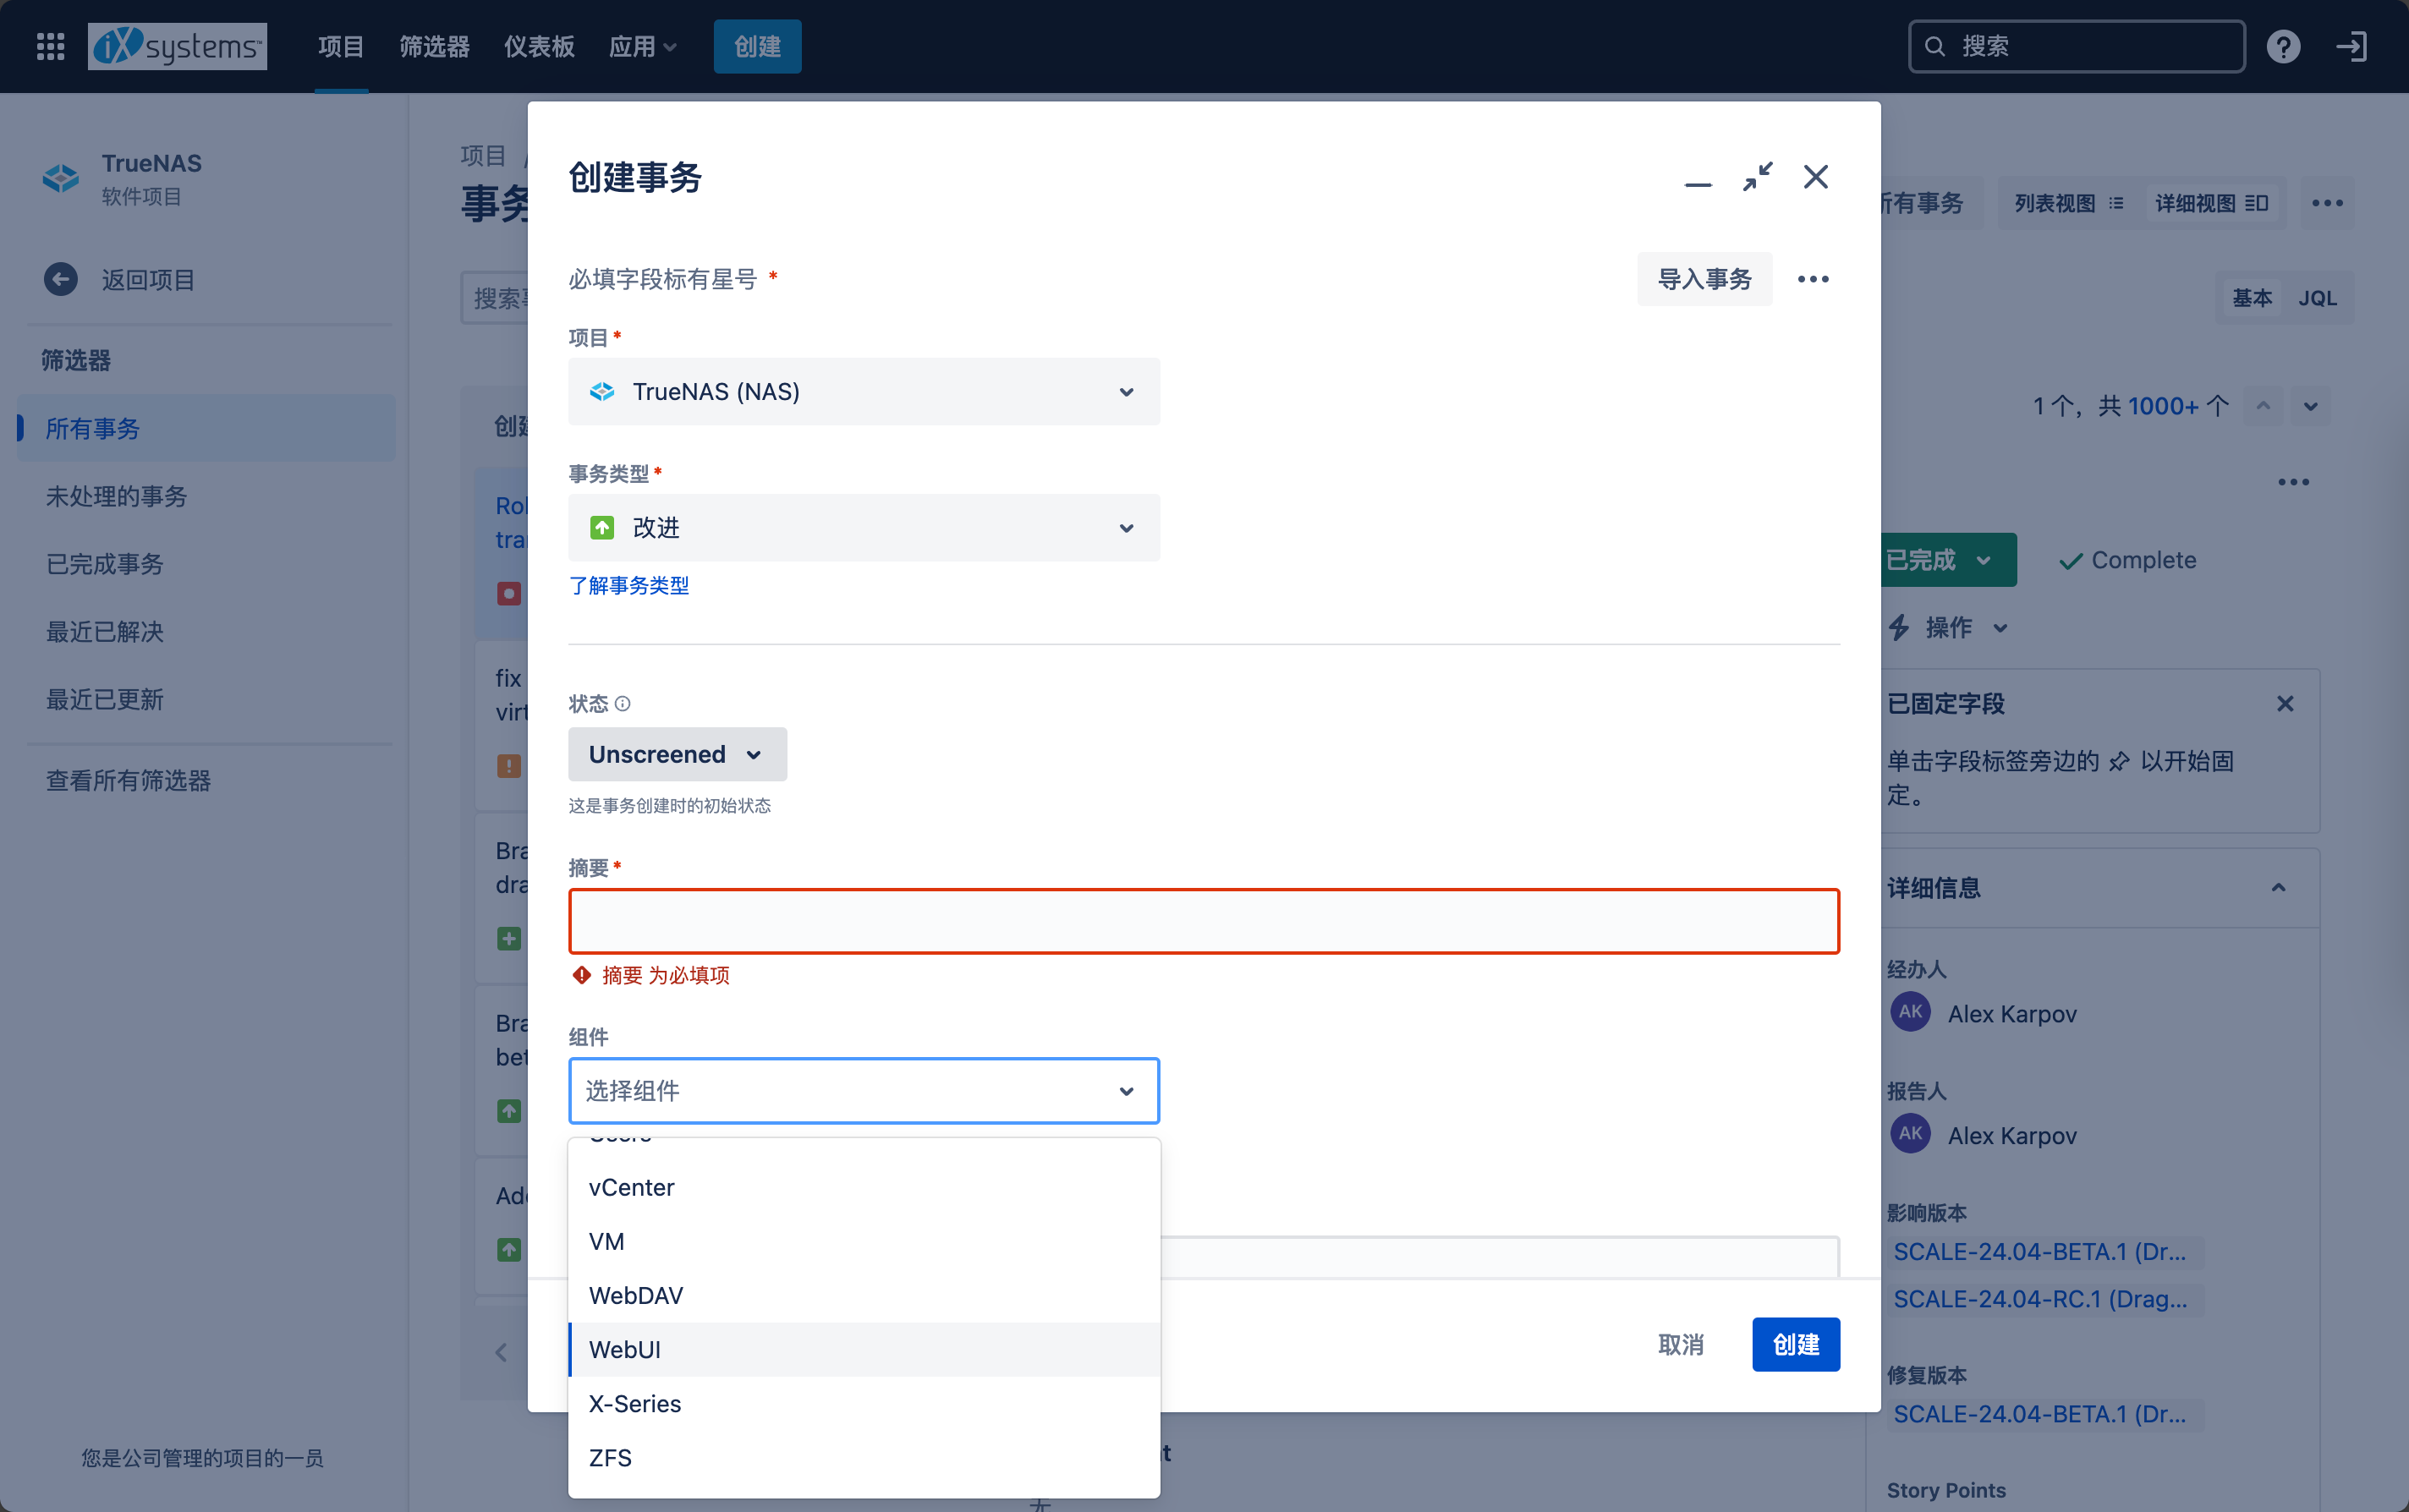 iXsystems
项目
筛选器
仪表板
应用
创建
搜索
TrueNAS
软件项目
返回项目
筛选器
所有事务
未处理的事务
已完成事务
最近已解决
最近已更新
查看所有筛选器
您是公司管理的项目的一员
项目 /
事务
搜索
所有事务
列表视图
详细视图
基本
JQL
1 个，共 1000+ 个
fix
创建事务
必填字段标有星号 *
导入事务
项目 *
TrueNAS (NAS)
事务类型 *
改进
了解事务类型
状态
Unscreened
这是事务创建时的初始状态
摘要 *
摘要 为必填项
组件
选择组件
Users
vCenter
VM
WebDAV
WebUI
X-Series
ZFS
取消
创建
已完成
Complete
操作
已固定字段
单击字段标签旁边的 以开始固
定。
详细信息
经办人
AK
Alex Karpov
报告人
AK
Alex Karpov
影响版本
SCALE-24.04-BETA.1 (Dr...
SCALE-24.04-RC.1 (Drag...
修复版本
SCALE-24.04-BETA.1 (Dr...
Story Points
无